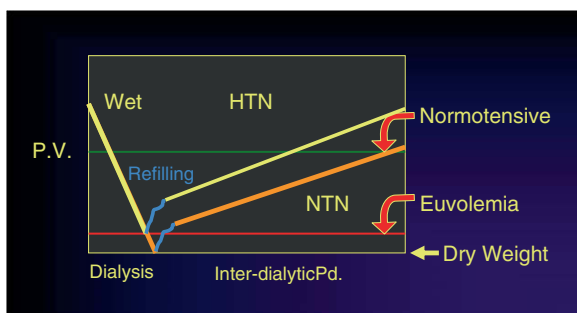 Wet
HTN
Normotensive
P.V.
Refilling
NTN
Euvolemia
Dry Weight
Dialysis
Inter-dialyticPd.